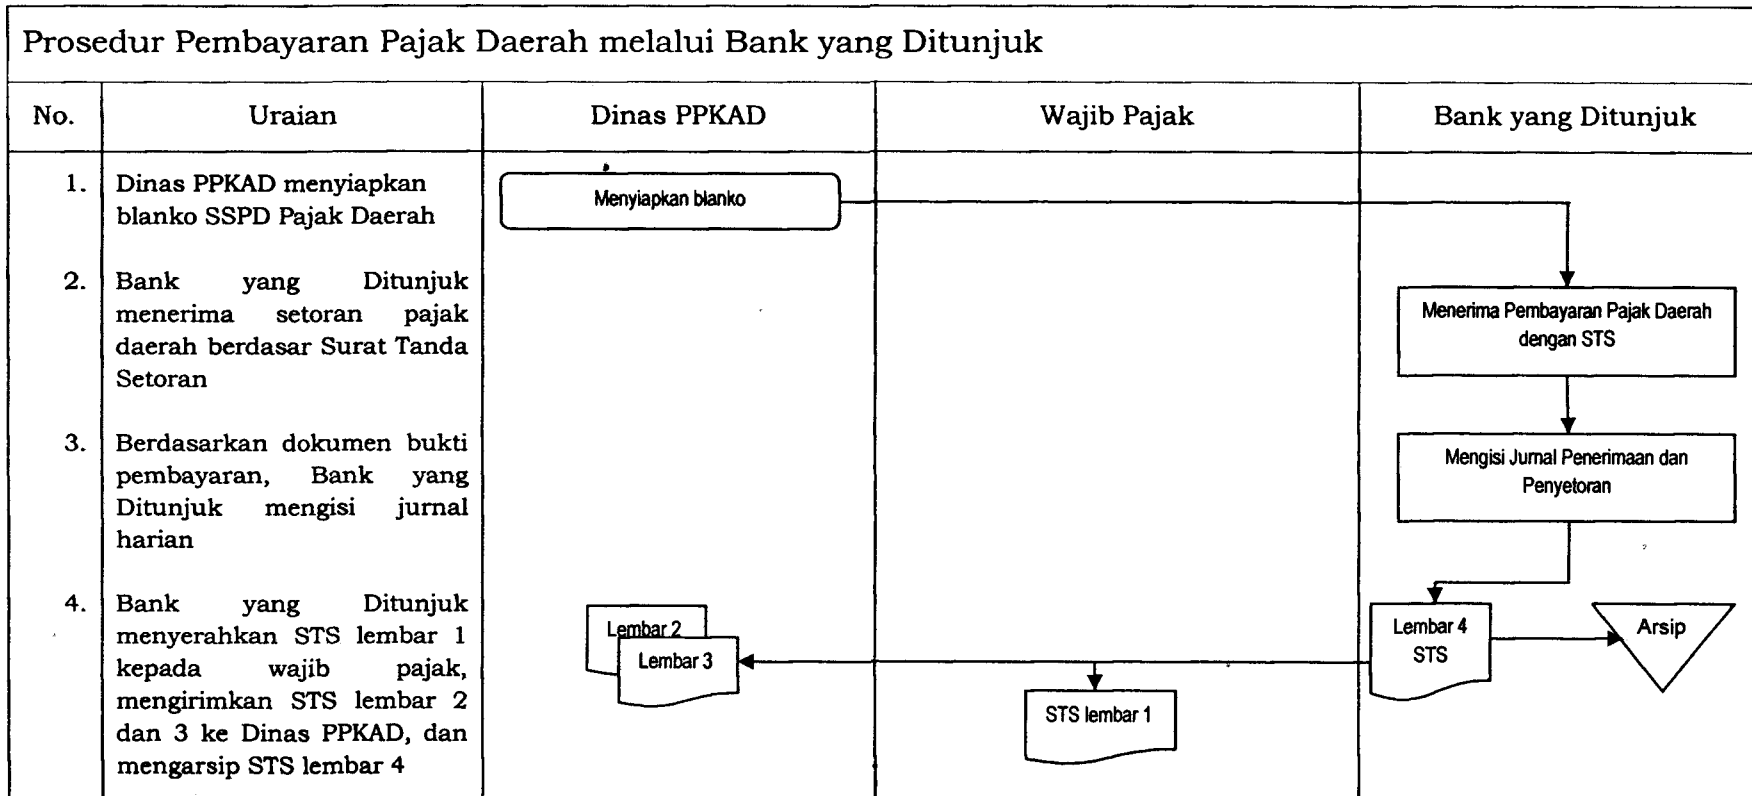 Prosedur Pembayaran Pajak Daerah melalui Bank yang Ditunjuk
No.
Uraian
Dinas PPKAD
Wajib Pajak
Bank yang Ditunjuk
1.
Dinas PPKAD menyiapkan
blanko SSPD Pajak Daerah
Menyiapkan blanko
2.
Bank yang Ditunjuk
menerima setoran pajak
daerah berdasar Surat Tanda
Setoran
Menerima Pembayaran Pajak Daerah
dengan STS
3.
Berdasarkan dokumen bukti
pembayaran, Bank yang
Ditunjuk mengisi jurnal
harian
Mengisi Jurnal Penerimaan dan
Penyetoran
4.
Bank yang Ditunjuk
menyerahkan STS lembar 1
kepada wajib pajak,
mengirimkan STS lembar 2
dan 3 ke Dinas PPKAD, dan
mengarsip STS lembar 4
Lembar 2
Lembar 3
STS lembar 1
Lembar 4
STS
Arsip